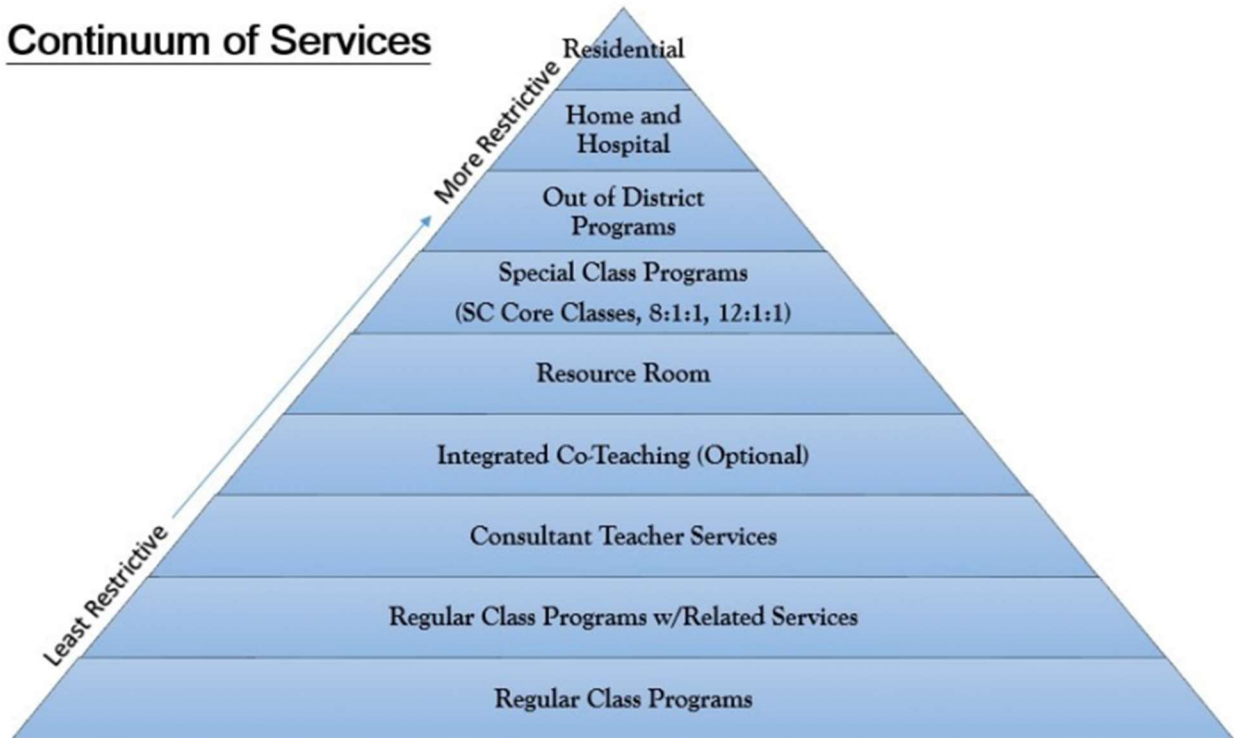 Continuum of Services
Residential
More Restrictive
Home and
Hospital
Out of District
Programs
Special Class Programs
(SC Core Classes, 8:1:1, 12:1:1)
Resource Room
Integrated Co-Teaching (Optional)
Consultant Teacher Services
Least Restrictive
Regular Class Programs w/Related Services
Regular Class Programs